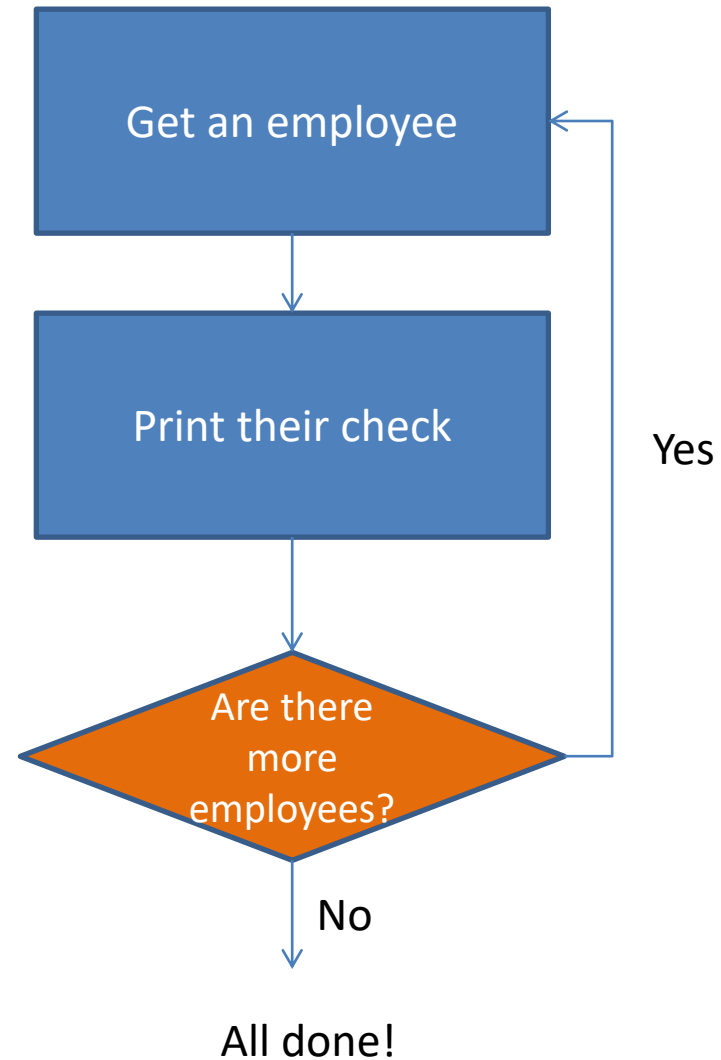 Get an employee
Print their check
Yes
Are there
more
employees?
No
All done!